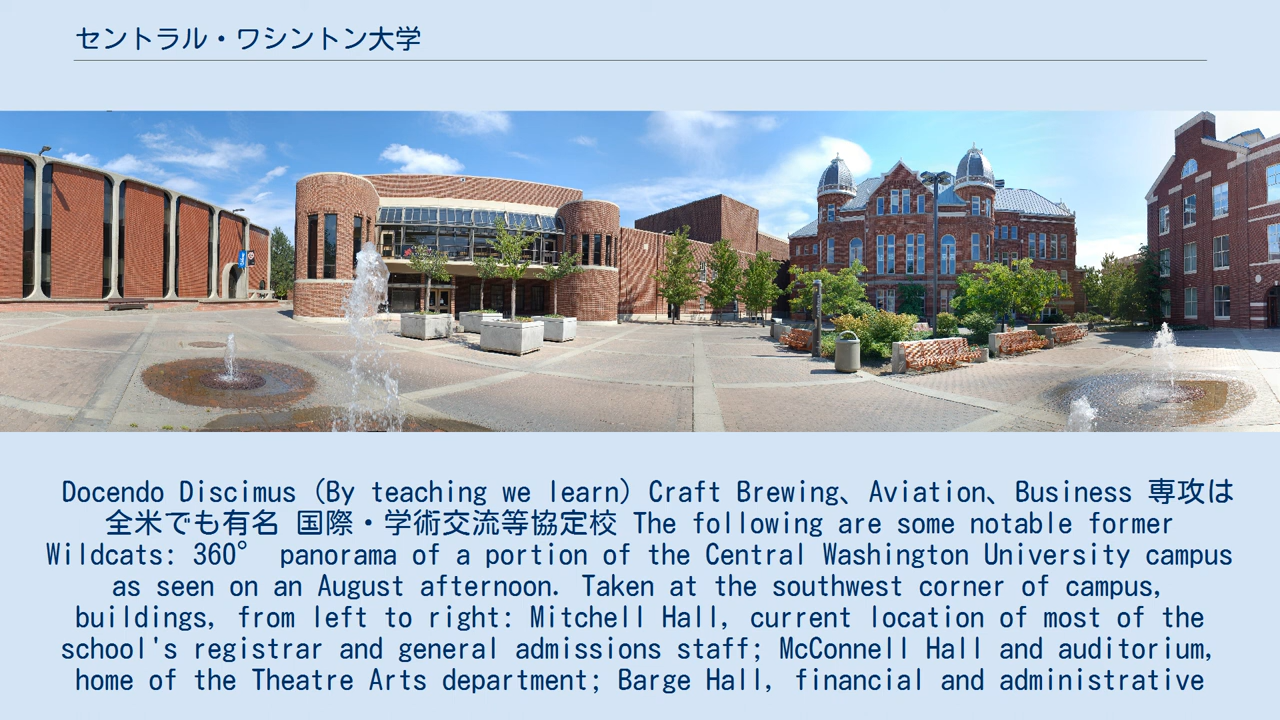 セントラル・ワシントン大学
Docendo Discimus (By teaching we learn) Craft Brewing、Aviation、Business 専攻は
全米でも有名 国際・学術交流等協定校 The following are some notable former
Wildcats: 360° panorama of a portion of the Central Washington University campus
as seen on an August afternoon. Taken at the southwest corner of campus,
buildings, from left to right: Mitchell Hall, current location of most of the
school's registrar and general admissions staff; McConnell Hall and auditorium,
home of the Theatre Arts department; Barge Hall, financial and administrative